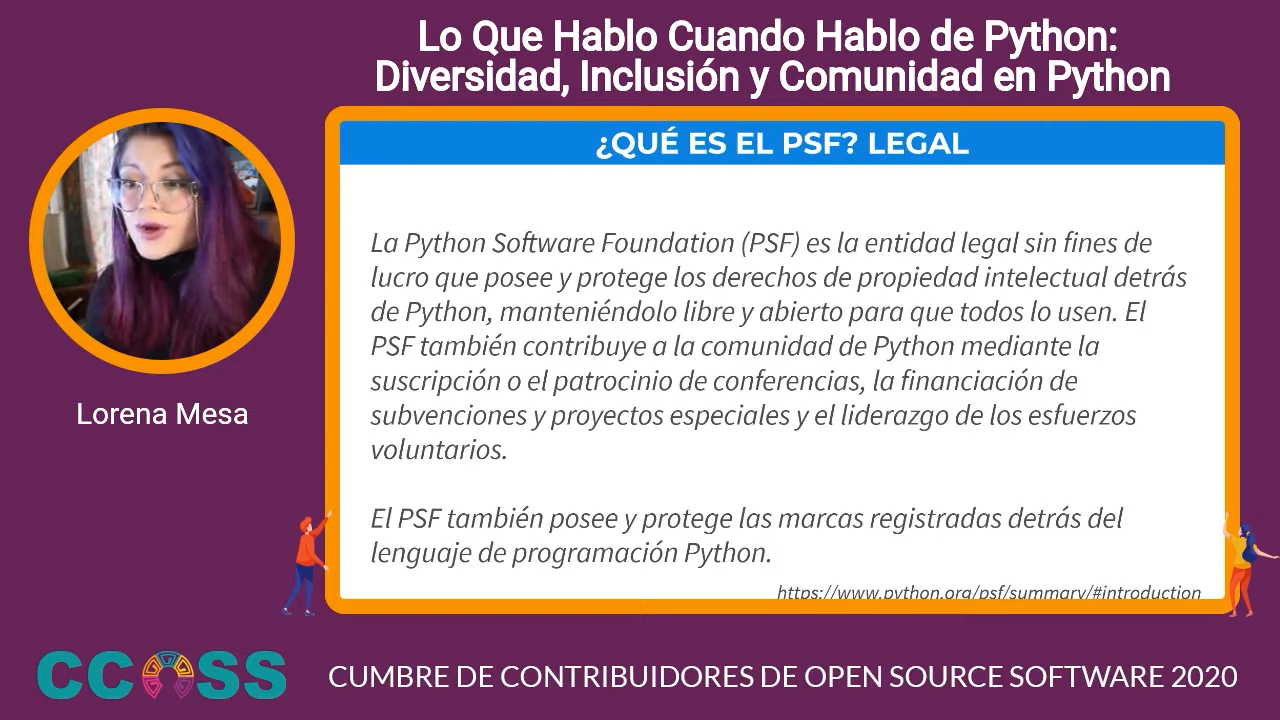 Lo Que Hablo Cuando Hablo de Python:
Diversidad, Inclusión y Comunidad en Python
¿QUÉ ES EL PSF? LEGAL
La Python Software Foundation (PSF) es la entidad legal sin fines de
lucro que posee y protege los derechos de propiedad intelectual detrás
de Python, manteniéndolo libre y abierto para que todos lo usen. El
PSF también contribuye a la comunidad de Python mediante la
suscripción o el patrocinio de conferencias, la financiación de
subvenciones y proyectos especiales y el liderazgo de los esfuerzos
voluntarios.
El PSF también posee y protege las marcas registradas detrás del
lenguaje de programación Python.
https://www.python.org/psf/summary/#introduction
Lorena Mesa
CCOSS
CUMBRE DE CONTRIBUIDORES DE OPEN SOURCE SOFTWARE 2020